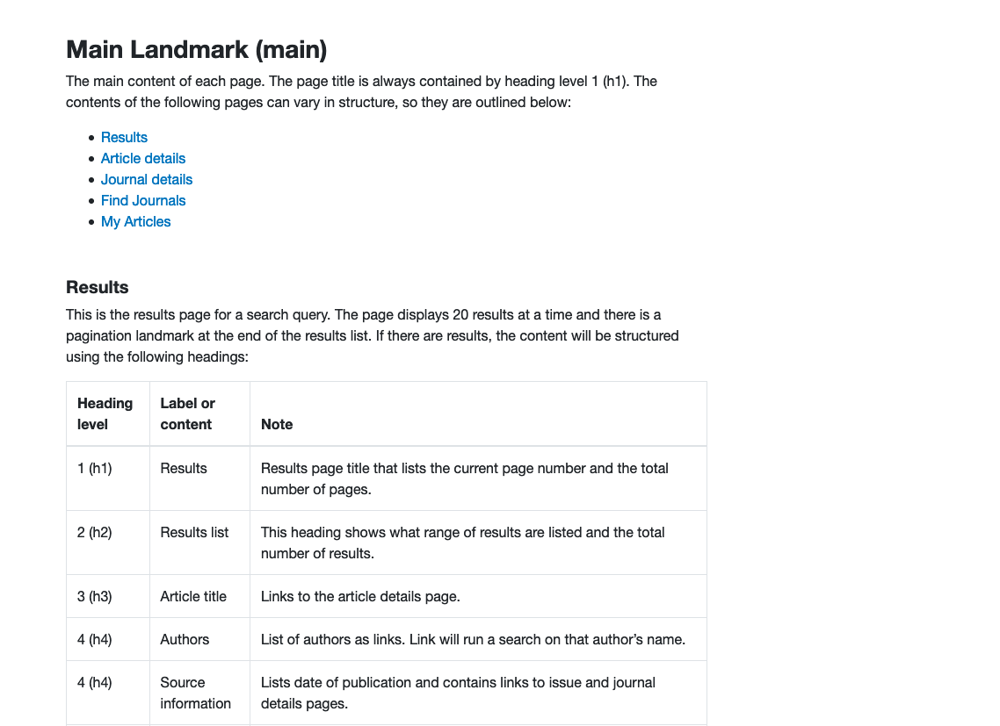 Main Landmark (main)
The main content of each page. The page title is always contained by heading level 1 (h1). The
contents of the following pages can vary in structure, so they are outlined below:
Results
Article details
Journal details
Find Journals
My Articles
Results
This is the results page for a search query. The page displays 20 results at a time and there is a
pagination landmark at the end of the results list. If there are results, the content will be structured
using the following headings:
Heading
level
Label or
content
Note
1 (h1)
Results
Results page title that lists the current page number and the total
number of pages.
2 (h2)
Results list
This heading shows what range of results are listed and the total
number of results.
3 (h3)
Article title
Links to the article details page.
4 (h4)
Authors
List of authors as links. Link will run a search on that author’s name.
4 (h4)
Source
information
Lists date of publication and contains links to issue and journal
details pages.